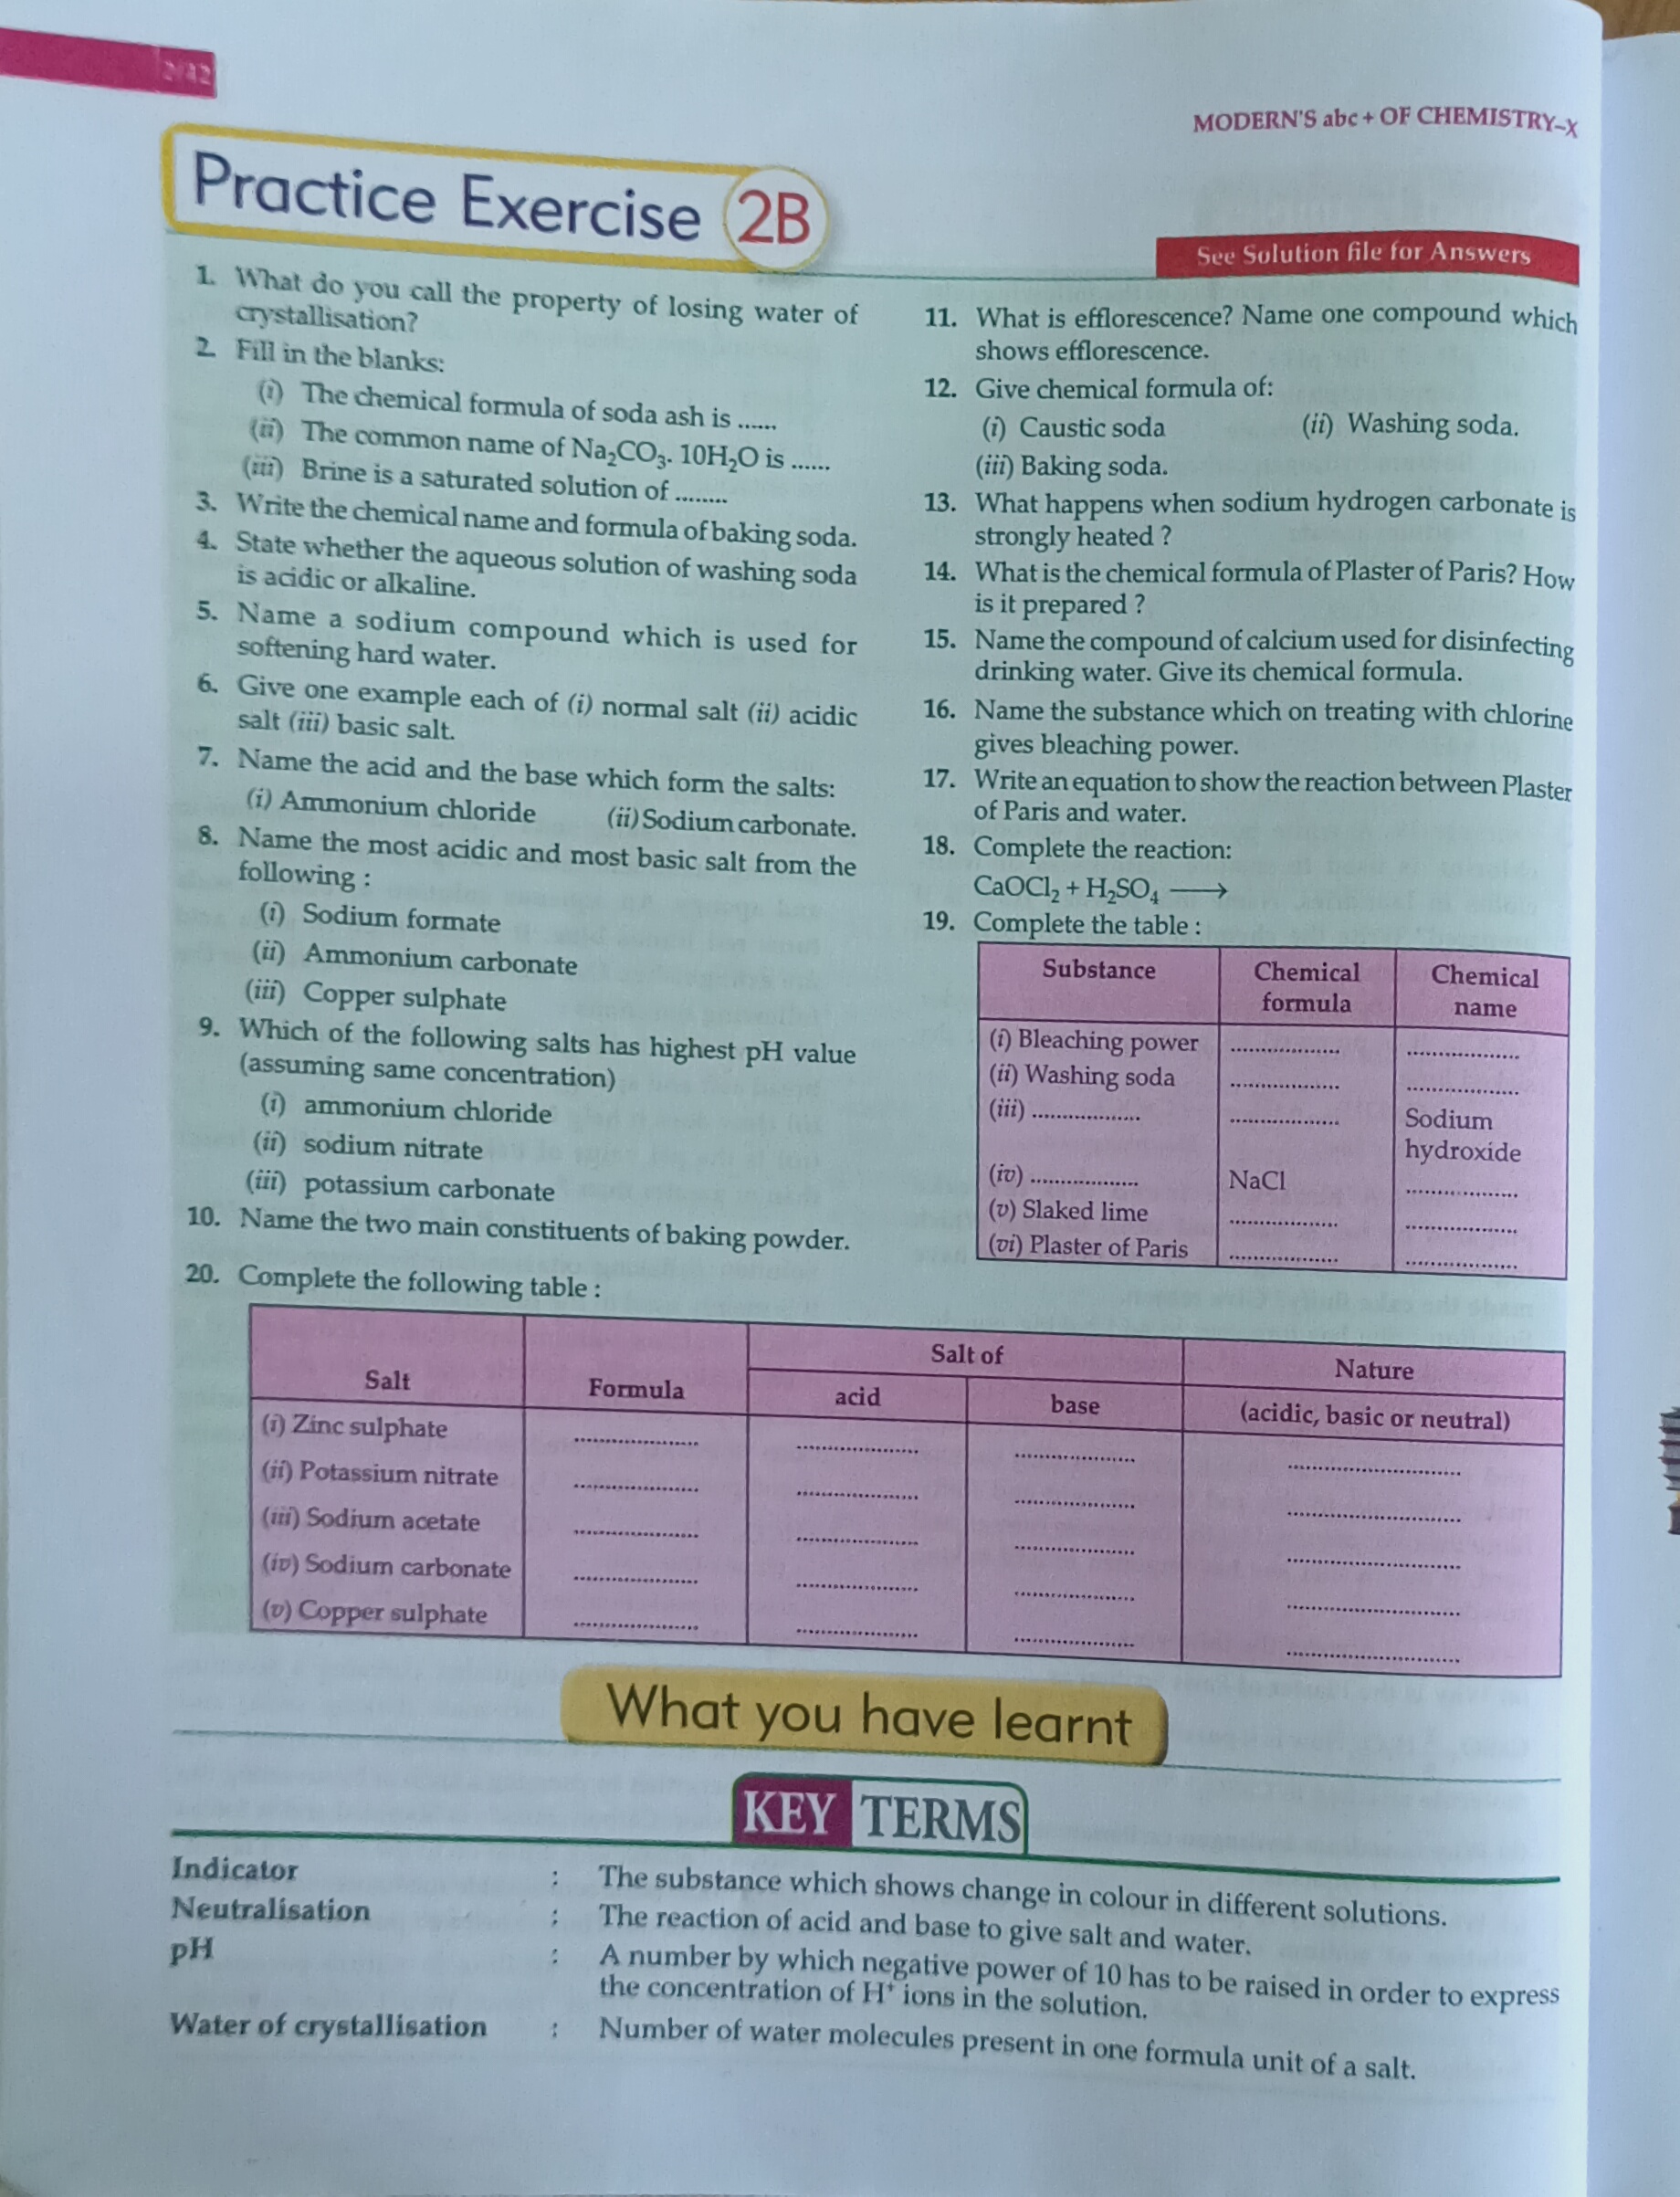 2/42
MODERN'S abc + OF CHEMISTRY–X
Practice Exercise 2B
See Solution file for Answers
1. What do you call the property of losing water of
crystallisation?
2. Fill in the blanks:
(i) The chemical formula of soda ash is ......
(ii) The common name of Na₂CO₃. 10H₂O is ......
(iii) Brine is a saturated solution of ........
3. Write the chemical name and formula of baking soda.
4. State whether the aqueous solution of washing soda
is acidic or alkaline.
5. Name a sodium compound which is used for
softening hard water.
6. Give one example each of (i) normal salt (ii) acidic
salt (iii) basic salt.
7. Name the acid and the base which form the salts:
(i) Ammonium chloride (ii) Sodium carbonate.
8. Name the most acidic and most basic salt from the
following :
(i) Sodium formate
(ii) Ammonium carbonate
(iii) Copper sulphate
9. Which of the following salts has highest pH value
(assuming same concentration)
(i) ammonium chloride
(ii) sodium nitrate
(iii) potassium carbonate
10. Name the two main constituents of baking powder.
11. What is efflorescence? Name one compound which
shows efflorescence.
12. Give chemical formula of:
(i) Caustic soda (ii) Washing soda.
(iii) Baking soda.
13. What happens when sodium hydrogen carbonate is
strongly heated ?
14. What is the chemical formula of Plaster of Paris? How
is it prepared ?
15. Name the compound of calcium used for disinfecting
drinking water. Give its chemical formula.
16. Name the substance which on treating with chlorine
gives bleaching power.
17. Write an equation to show the reaction between Plaster
of Paris and water.
18. Complete the reaction:
CaOCl₂ + H₂SO₄ ⟶
19. Complete the table :
Substance Chemical formula Chemical name
(i) Bleaching power .................. ..................
(ii) Washing soda .................. ..................
(iii) .................. .................. Sodium
hydroxide
(iv) .................. NaCl ..................
(v) Slaked lime .................. ..................
(vi) Plaster of Paris .................. ..................
20. Complete the following table :
Salt Formula Salt of Nature
acid base (acidic, basic or neutral)
(i) Zinc sulphate .................... .................... .................... ............................
(ii) Potassium nitrate .................... .................... .................... ............................
(iii) Sodium acetate .................... .................... .................... ............................
(iv) Sodium carbonate .................... .................... .................... ............................
(v) Copper sulphate .................... .................... .................... ............................
What you have learnt
KEY TERMS
Indicator : The substance which shows change in colour in different solutions.
Neutralisation : The reaction of acid and base to give salt and water.
pH : A number by which negative power of 10 has to be raised in order to express
the concentration of H⁺ ions in the solution.
Water of crystallisation : Number of water molecules present in one formula unit of a salt.